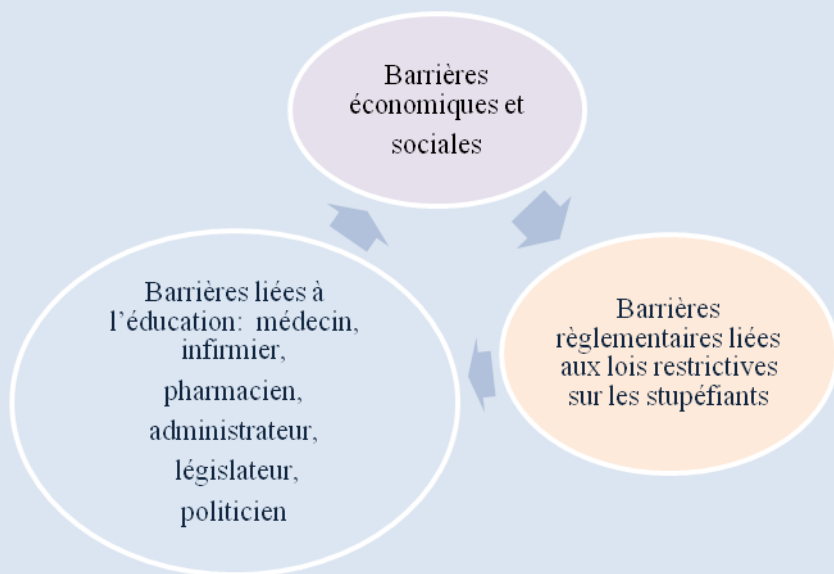 Barrières
économiques et
sociales
Barrières liées à
l'éducation: médecin,
infirmier,
pharmacien,
administrateur,
législateur,
politicien
Barrières
règlementaires liées
aux lois restrictives
sur les stupéfiants